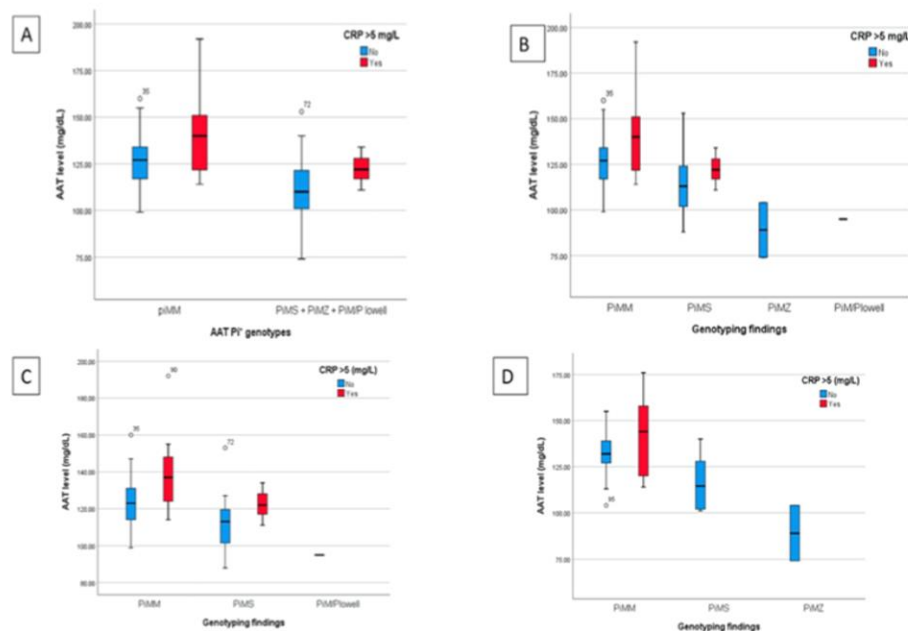 A
CRP >5 mg/L
No
Yes
200.00
175.00
150.00
125.00
100.00
75.00
35
72
AAT level (mg/dL)
piMM
PiMS + PiMZ + PiM/P lowell
AAT Pi* genotypes
B
CRP >5 mg/L
No
Yes
200.00
175.00
150.00
125.00
100.00
75.00
35
AAT level (mg/dL)
PiMM
PiMS
PiMZ
PiM/Plowell
Genotyping findings
C
CRP >5 (mg/L)
No
Yes
200.00
180.00
160.00
140.00
120.00
100.00
80.00
35
90
72
AAT level (mg/dL)
PiMM
PiMS
PiM/Plowell
Genotyping findings
D
CRP >5 (mg/L)
No
Yes
175.00
150.00
125.00
100.00
75.00
AAT level (mg/dL)
PiMM
PiMS
PiMZ
Genotyping findings